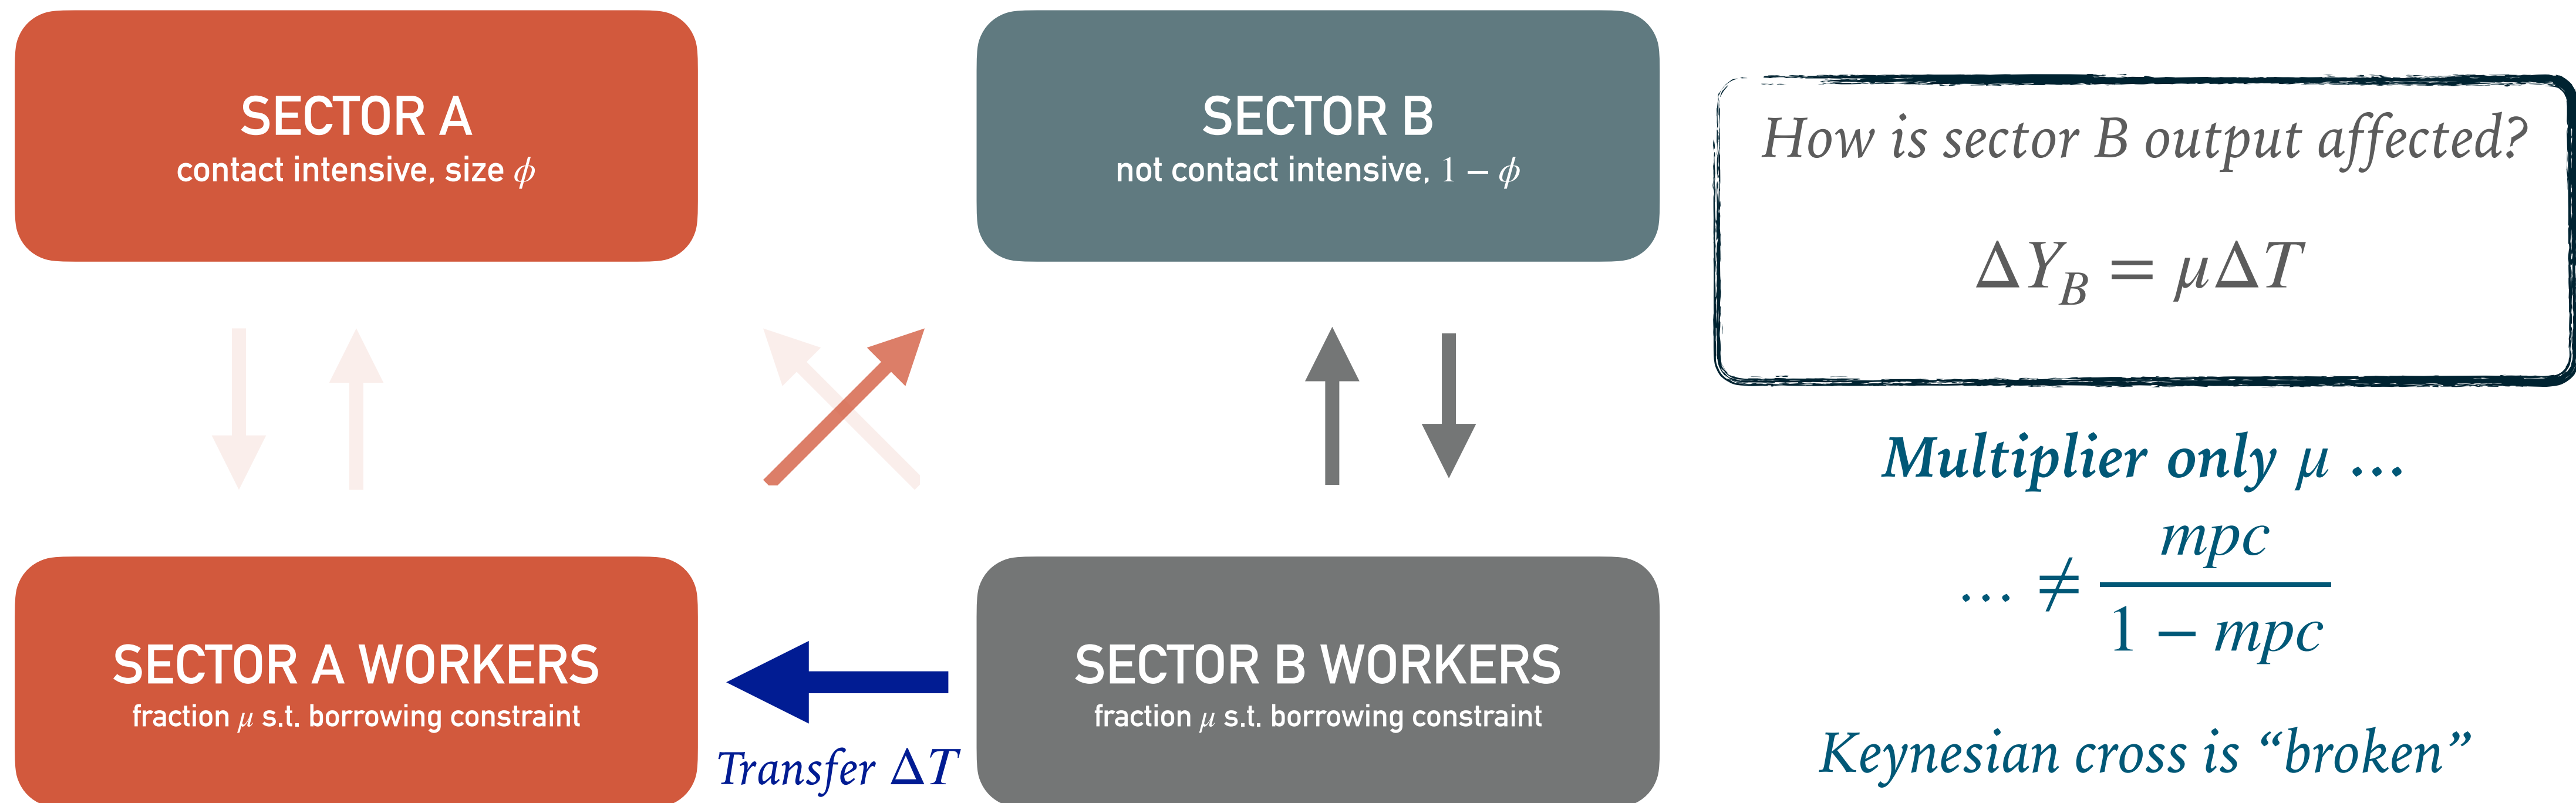 SECTOR A
contact intensive, size ϕ
SECTOR B
not contact intensive, 1 − ϕ
How is sector B output affected?
ΔY_B = μΔT
Multiplier only μ …
… ≠ mpc / (1 − mpc)
SECTOR A WORKERS
fraction μ s.t. borrowing constraint
Transfer ΔT
SECTOR B WORKERS
fraction μ s.t. borrowing constraint
Keynesian cross is “broken”